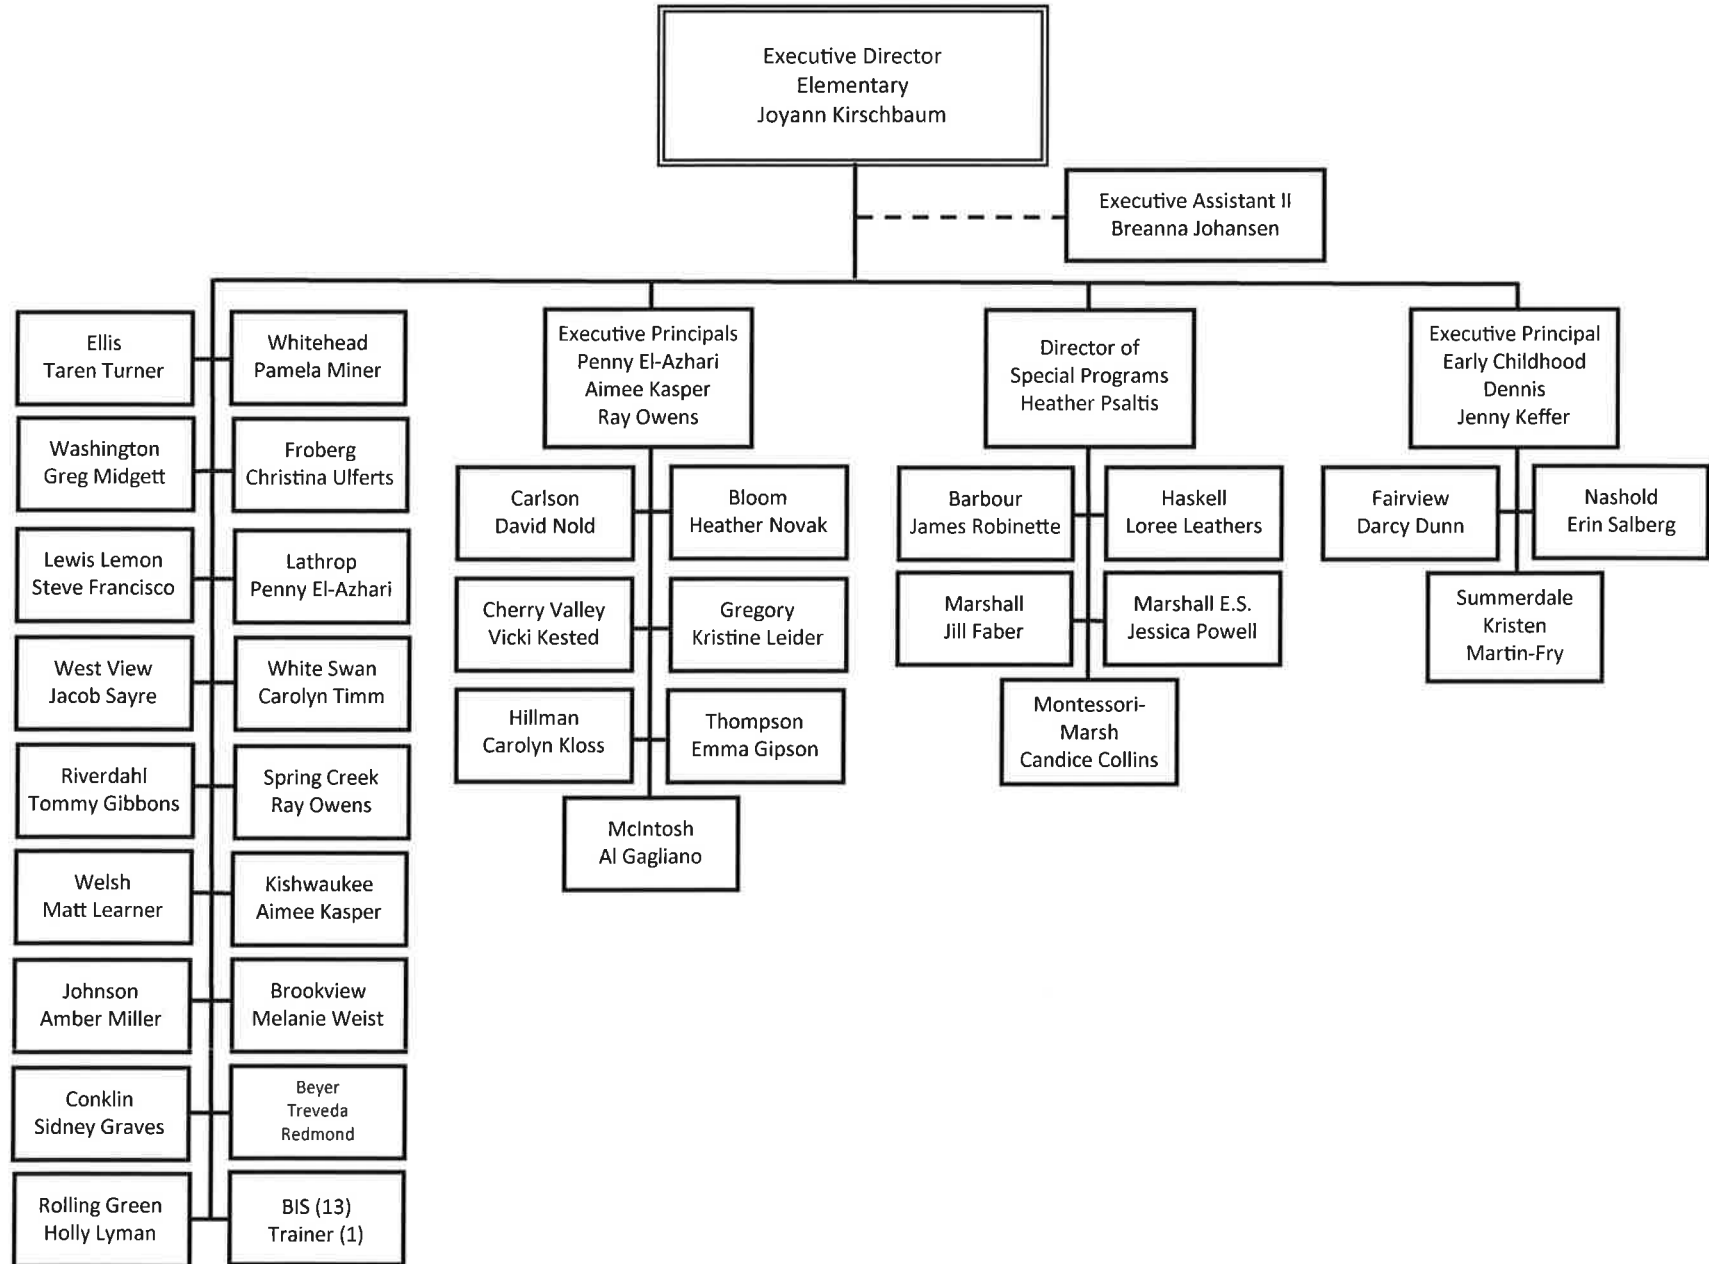 Executive Director
Elementary
Joyann Kirschbaum
Executive Assistant II
Breanna Johansen
Ellis
Taren Turner
Whitehead
Pamela Miner
Washington
Greg Midgett
Froberg
Christina Ulferts
Lewis Lemon
Steve Francisco
Lathrop
Penny El-Azhari
West View
Jacob Sayre
White Swan
Carolyn Timm
Riverdahl
Tommy Gibbons
Spring Creek
Ray Owens
Welsh
Matt Learner
Kishwaukee
Aimee Kasper
Johnson
Amber Miller
Brookview
Melanie Weist
Conklin
Sidney Graves
Beyer
Treveda
Redmond
Rolling Green
Holly Lyman
BIS (13)
Trainer (1)
Executive Principals
Penny El-Azhari
Aimee Kasper
Ray Owens
Carlson
David Nold
Bloom
Heather Novak
Cherry Valley
Vicki Kested
Gregory
Kristine Leider
Hillman
Carolyn Kloss
Thompson
Emma Gipson
McIntosh
Al Gagliano
Director of
Special Programs
Heather Psaltis
Barbour
James Robinette
Haskell
Loree Leathers
Marshall
Jill Faber
Marshall E.S.
Jessica Powell
Montessori-
Marsh
Candice Collins
Executive Principal
Early Childhood
Dennis
Jenny Keffer
Fairview
Darcy Dunn
Nashold
Erin Salberg
Summerdale
Kristen
Martin-Fry